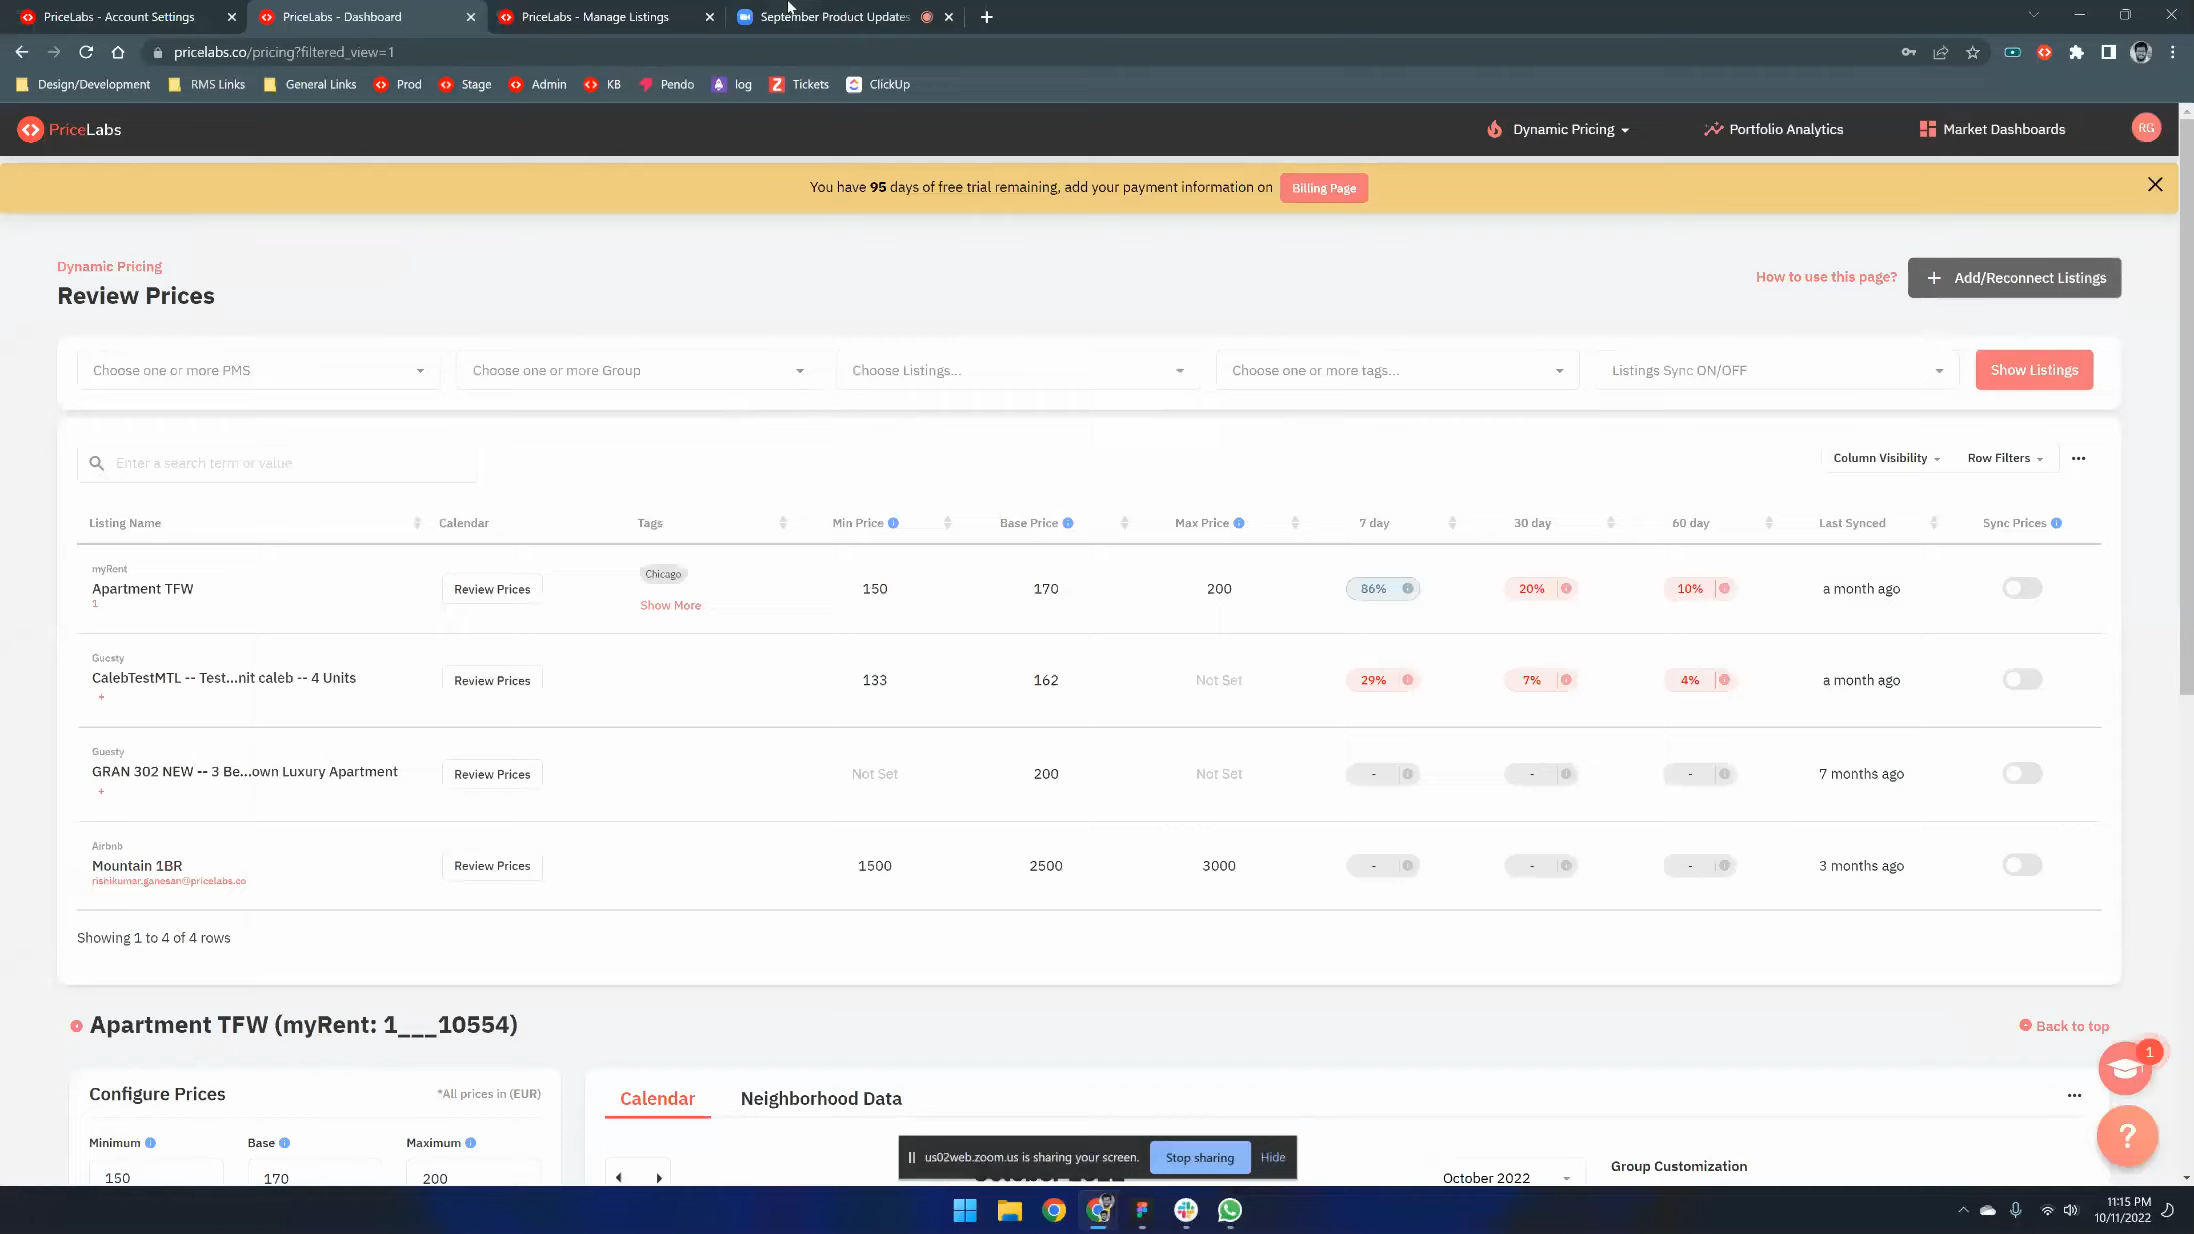 PriceLabs - Account Settings
PriceLabs - Dashboard
PriceLabs - Manage Listings
September Product Updates
pricelabs.co/pricing?filtered_view=1
Design/Development RMS Links General Links Prod Stage Admin KB Pendo log Tickets ClickUp
PriceLabs
Dynamic Pricing Portfolio Analytics Market Dashboards RG
You have 95 days of free trial remaining, add your payment information on Billing Page
Dynamic Pricing
Review Prices
How to use this page? + Add/Reconnect Listings
Choose one or more PMS Choose one or more Group Choose Listings... Choose one or more tags... Listings Sync ON/OFF Show Listings
Enter a search term or value Column Visibility Row Filters
Listing Name Calendar Tags Min Price Base Price Max Price 7 day 30 day 60 day Last Synced Sync Prices
myRent
Apartment TFW
1
Review Prices
Chicago
Show More
150 170 200 86% 20% 10% a month ago
Guesty
CalebTestMTL -- Test...nit caleb -- 4 Units
+
Review Prices 133 162 Not Set 29% 7% 4% a month ago
Guesty
GRAN 302 NEW -- 3 Be...own Luxury Apartment
+
Review Prices Not Set 200 Not Set - - - 7 months ago
Airbnb
Mountain 1BR
rishikumar.ganesan@pricelabs.co
Review Prices 1500 2500 3000 - - - 3 months ago
Showing 1 to 4 of 4 rows
Apartment TFW (myRent: 1___10554)
Back to top
1
Configure Prices *All prices in (EUR)
Calendar Neighborhood Data
Minimum Base Maximum
150 170 200
us02web.zoom.us is sharing your screen. Stop sharing Hide
October 2022
October 2022
Group Customization
?
11:15 PM
10/11/2022